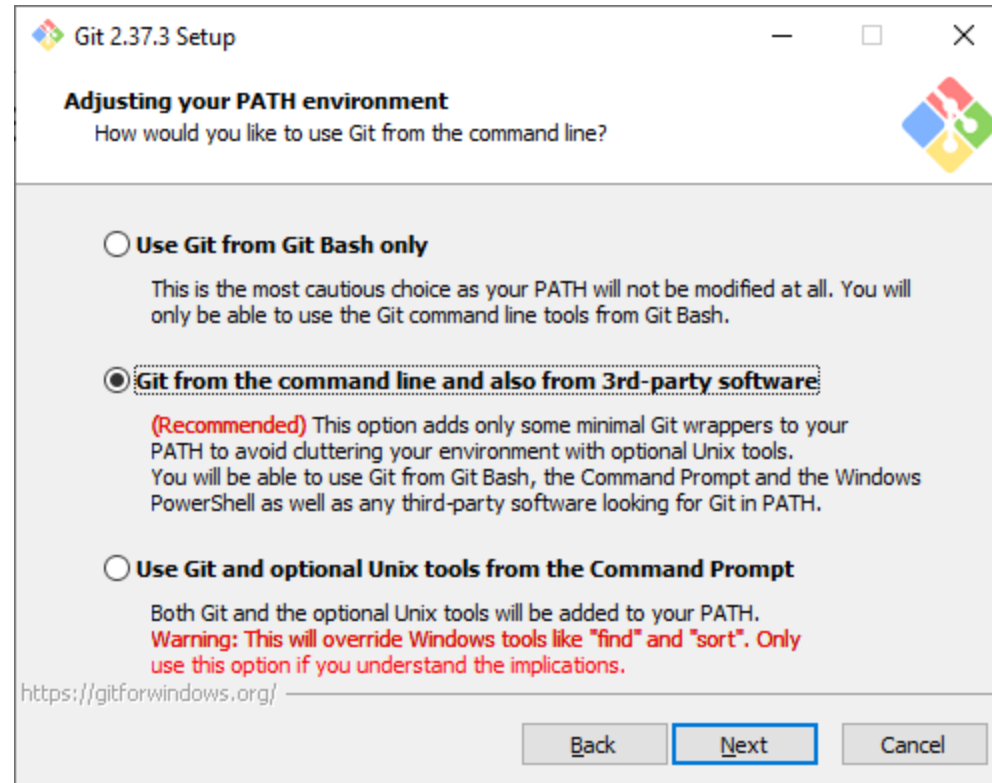 Git 2.37.3 Setup
Adjusting your PATH environment
How would you like to use Git from the command line?
Use Git from Git Bash only
This is the most cautious choice as your PATH will not be modified at all. You will
only be able to use the Git command line tools from Git Bash.
Git from the command line and also from 3rd-party software
(Recommended) This option adds only some minimal Git wrappers to your
PATH to avoid cluttering your environment with optional Unix tools.
You will be able to use Git from Git Bash, the Command Prompt and the Windows
PowerShell as well as any third-party software looking for Git in PATH.
Use Git and optional Unix tools from the Command Prompt
Both Git and the optional Unix tools will be added to your PATH.
Warning: This will override Windows tools like "find" and "sort". Only
use this option if you understand the implications.
https://gitforwindows.org/
Back Next Cancel